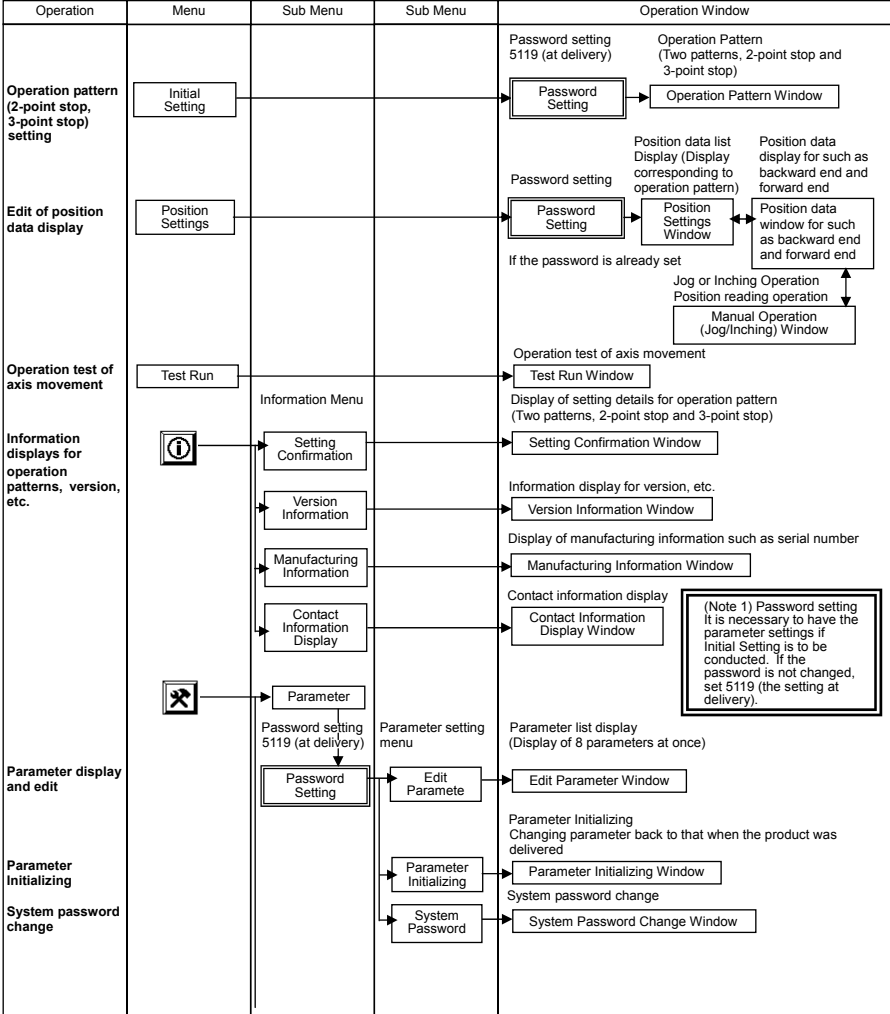 Operation
Menu
Sub Menu
Sub Menu
Operation Window
Password setting
5119 (at delivery)
Operation Pattern
(Two patterns, 2-point stop and
3-point stop)
Operation pattern
(2-point stop,
3-point stop)
setting
Initial
Setting
Password
Setting
Operation Pattern Window
Position data list
Display (Display
corresponding to
operation pattern)
Position data
display for such as
backward end and
forward end
Password setting
Edit of position
data display
Position
Settings
Password
Setting
Position
Settings
Window
Position data
window for such
as backward end
and forward end
If the password is already set
Jog or Inching Operation
Position reading operation
Manual Operation
(Jog/Inching) Window
Operation test of
axis movement
Operation test of axis movement
Test Run
Test Run Window
Information Menu
Display of setting details for operation pattern
(Two patterns, 2-point stop and 3-point stop)
Information
displays for
operation
patterns, version,
etc.
Setting
Confirmation
Setting Confirmation Window
Information display for version, etc.
Version
Information
Version Information Window
Display of manufacturing information such as serial number
Manufacturing
Information
Manufacturing Information Window
Contact information display
Contact
Information
Display
Contact Information
Display Window
(Note 1) Password setting
It is necessary to have the
parameter settings if
Initial Setting is to be
conducted. If the
password is not changed,
set 5119 (the setting at
delivery).
Parameter
Password setting
5119 (at delivery)
Parameter setting
menu
Parameter list display
(Display of 8 parameters at once)
Parameter display
and edit
Password
Setting
Edit
Paramete
Edit Parameter Window
Parameter Initializing
Changing parameter back to that when the product was
delivered
Parameter
Initializing
Parameter
Initializing
Parameter Initializing Window
System password change
System password
change
System
Password
System Password Change Window